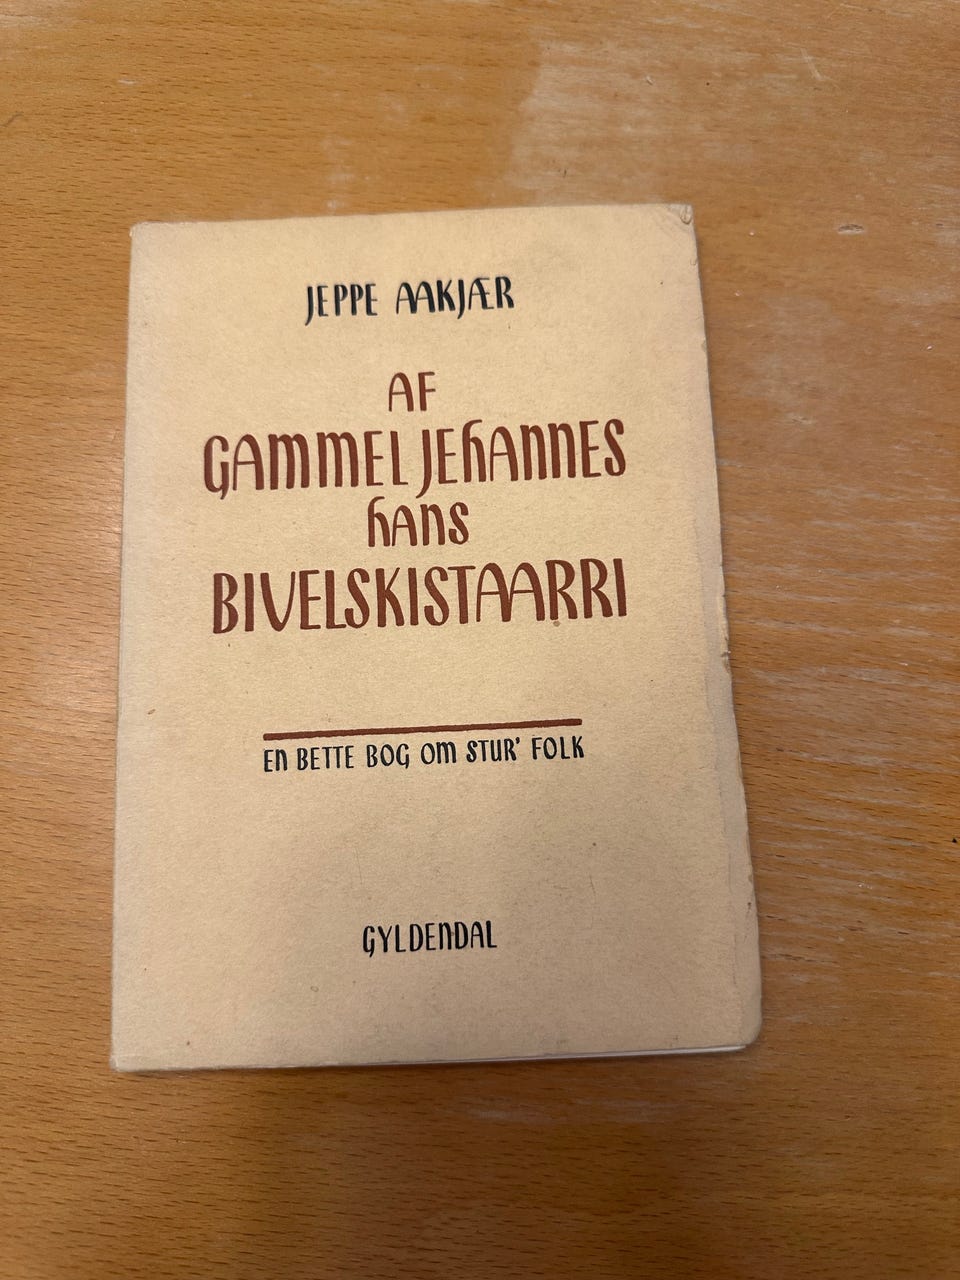 JEPPE AAKJÆR
AF
GAMMEL JEHANNES
HANS
BIVELSKISTAARRI
EN BETTE BOG OM STUR' FOLK
GYLDENDAL